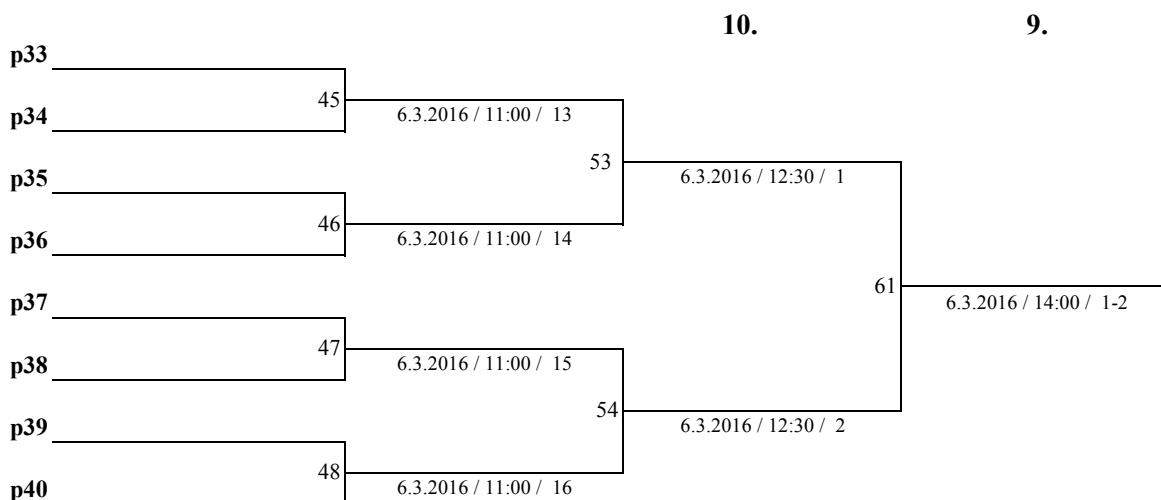 10. 9.
p33
45 6.3.2016 / 11:00 / 13
p34
53 6.3.2016 / 12:30 / 1
p35
46 6.3.2016 / 11:00 / 14
p36
61 6.3.2016 / 14:00 / 1-2
p37
47 6.3.2016 / 11:00 / 15
p38
54 6.3.2016 / 12:30 / 2
p39
48 6.3.2016 / 11:00 / 16
p40